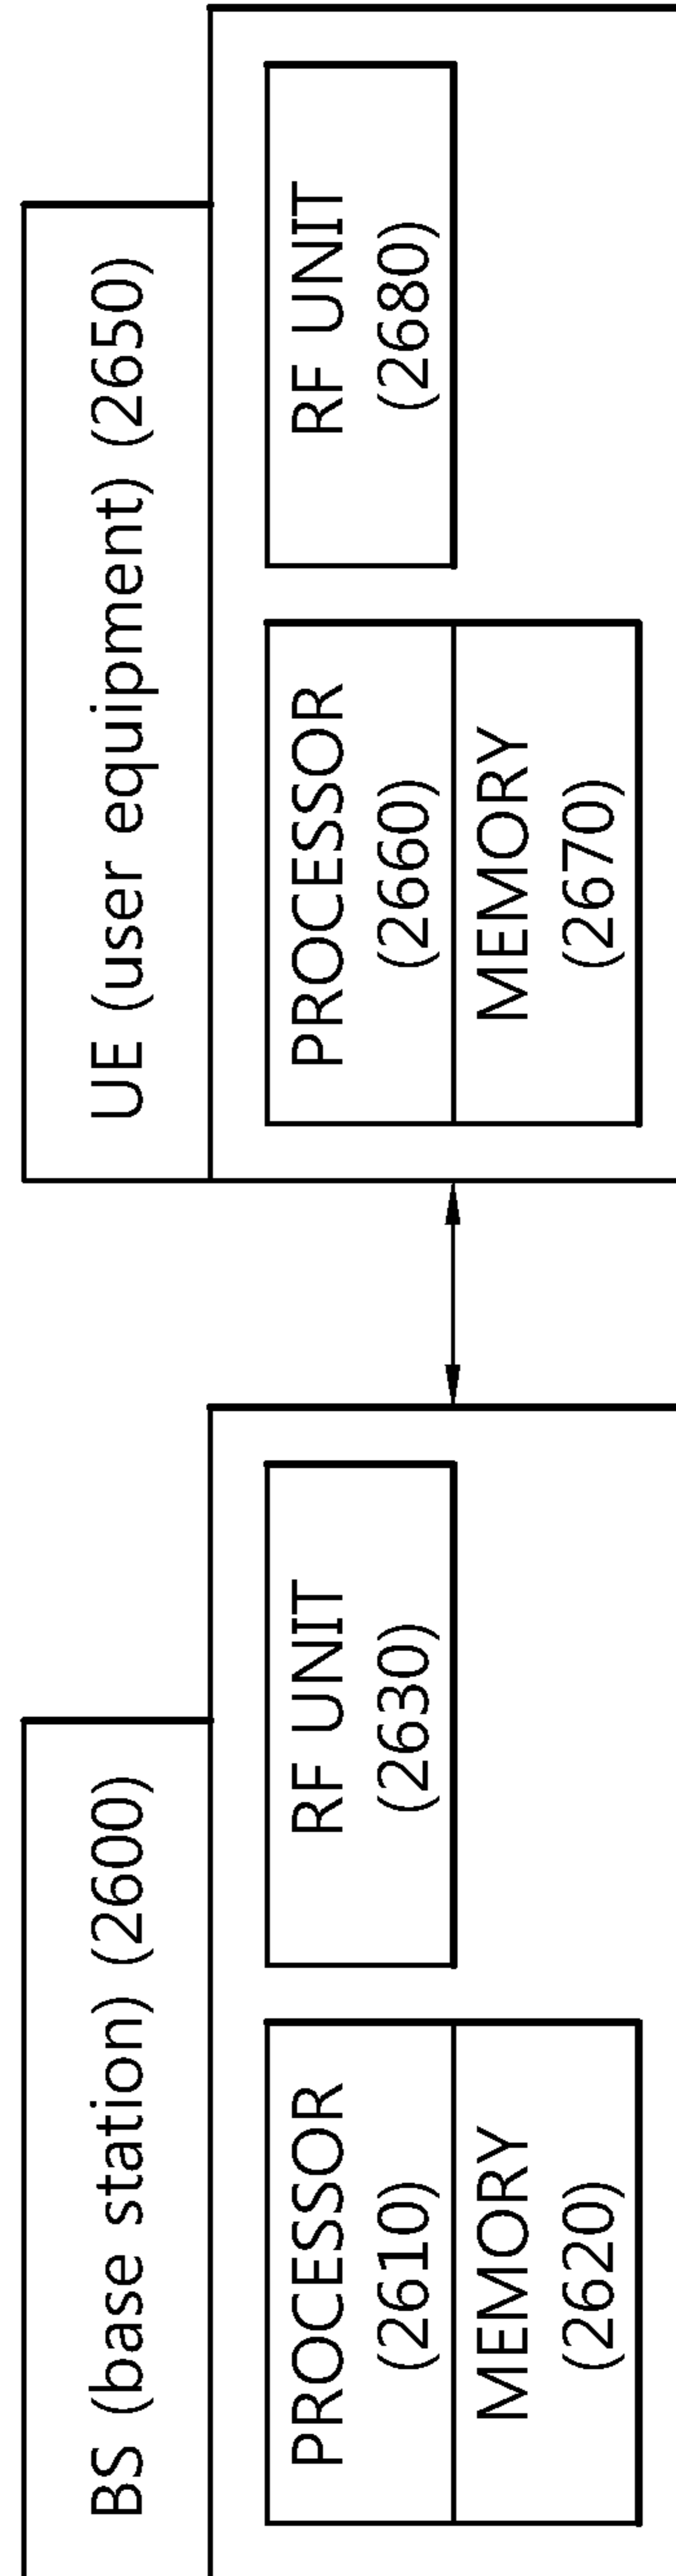 BS (base station) (2600)
PROCESSOR
(2610)
MEMORY
(2620)
RF UNIT
(2630)
UE (user equipment) (2650)
PROCESSOR
(2660)
MEMORY
(2670)
RF UNIT
(2680)